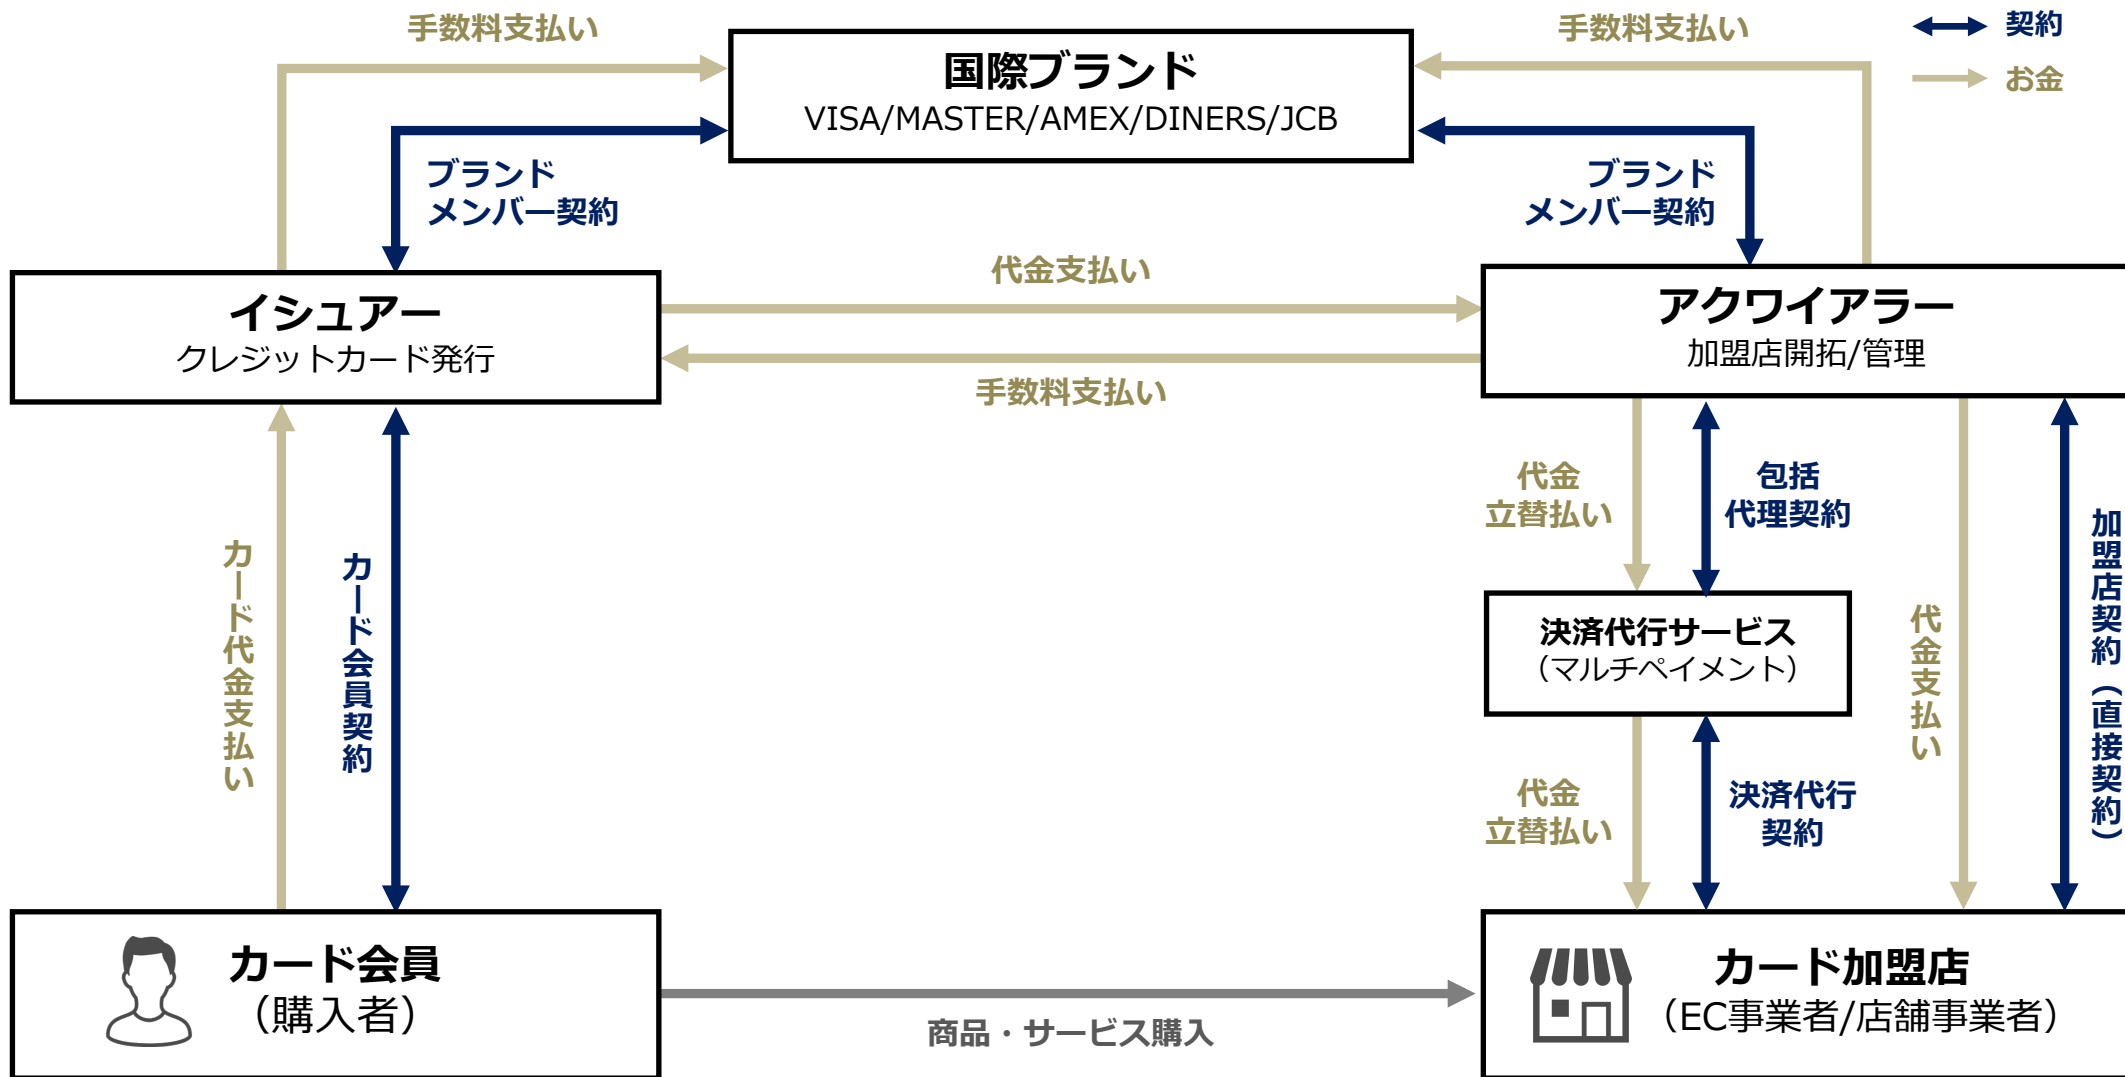 手数料支払い
手数料支払い
契約
お金
国際ブランド
VISA/MASTER/AMEX/DINERS/JCB
ブランド
メンバー契約
ブランド
メンバー契約
代金支払い
イシュアー
クレジットカード発行
アクワイアラー
加盟店開拓/管理
手数料支払い
代金
立替払い
包括
代理契約
カード代金支払い
カード会員契約
代金支払い
加盟店契約（直接契約）
決済代行サービス
（マルチペイメント）
代金
立替払い
決済代行
契約
カード会員
（購入者）
商品・サービス購入
カード加盟店
（EC事業者/店舗事業者）